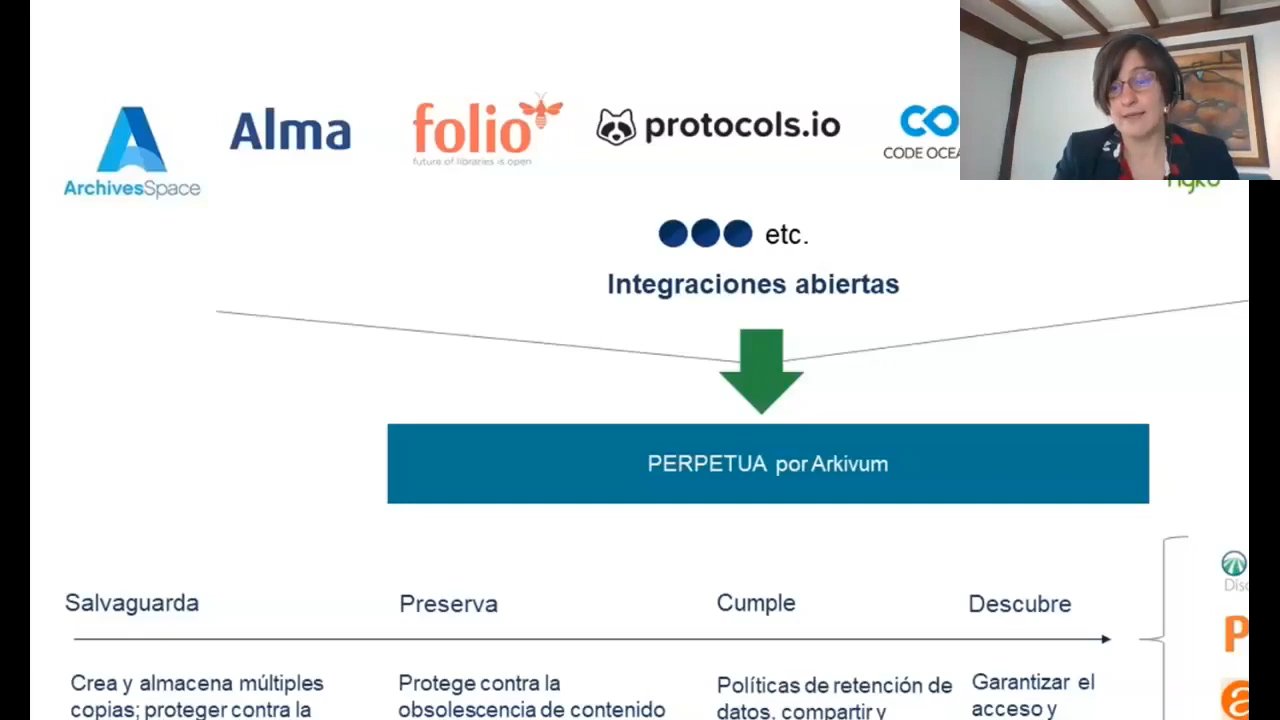 ArchivesSpace
Alma
folio
future of libraries is open
protocols.io
CODE
etc.
Integraciones abiertas
PERPETUA por Arkivum
Salvaguarda
Preserva
Cumple
Descubre
Crea y almacena múltiples
copias; proteger contra la
Protege contra la
obsolescencia de contenido
Políticas de retención de
datos, compartir y
Garantizar el
acceso y